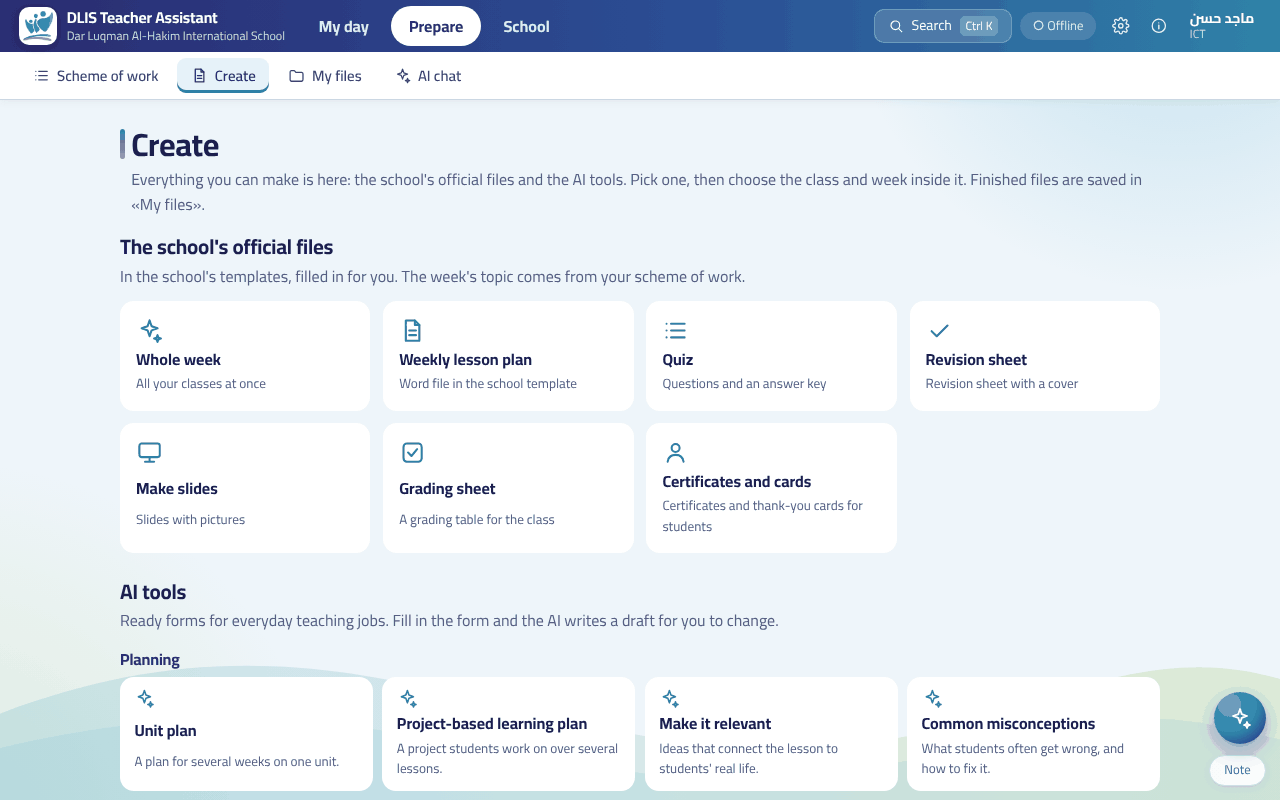 DLIS Teacher Assistant
Dar Luqman Al-Hakim International School
My day
Prepare
School
Search
Ctrl K
Offline
ماجد حسن
ICT
Scheme of work
Create
My files
AI chat
Create
Everything you can make is here: the school's official files and the AI tools. Pick one, then choose the class and week inside it. Finished files are saved in
«My files».
The school's official files
In the school's templates, filled in for you. The week's topic comes from your scheme of work.
Whole week
All your classes at once
Weekly lesson plan
Word file in the school template
Quiz
Questions and an answer key
Revision sheet
Revision sheet with a cover
Make slides
Slides with pictures
Grading sheet
A grading table for the class
Certificates and cards
Certificates and thank-you cards for
students
AI tools
Ready forms for everyday teaching jobs. Fill in the form and the AI writes a draft for you to change.
Planning
Unit plan
A plan for several weeks on one unit.
Project-based learning plan
A project students work on over several
lessons.
Make it relevant
Ideas that connect the lesson to
students' real life.
Common misconceptions
What students often get wrong, and
how to fix it.
Note